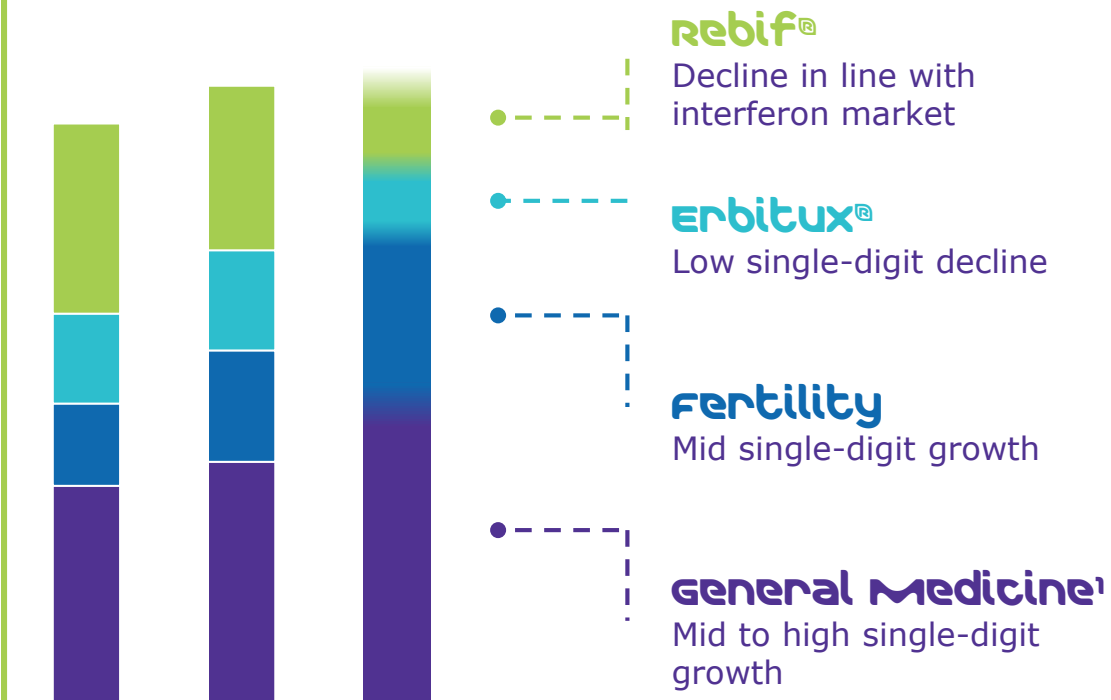 Rebif®
Decline in line with
interferon market
Erbitux®
Low single-digit decline
Fertility
Mid single-digit growth
General Medicine¹
Mid to high single-digit
growth